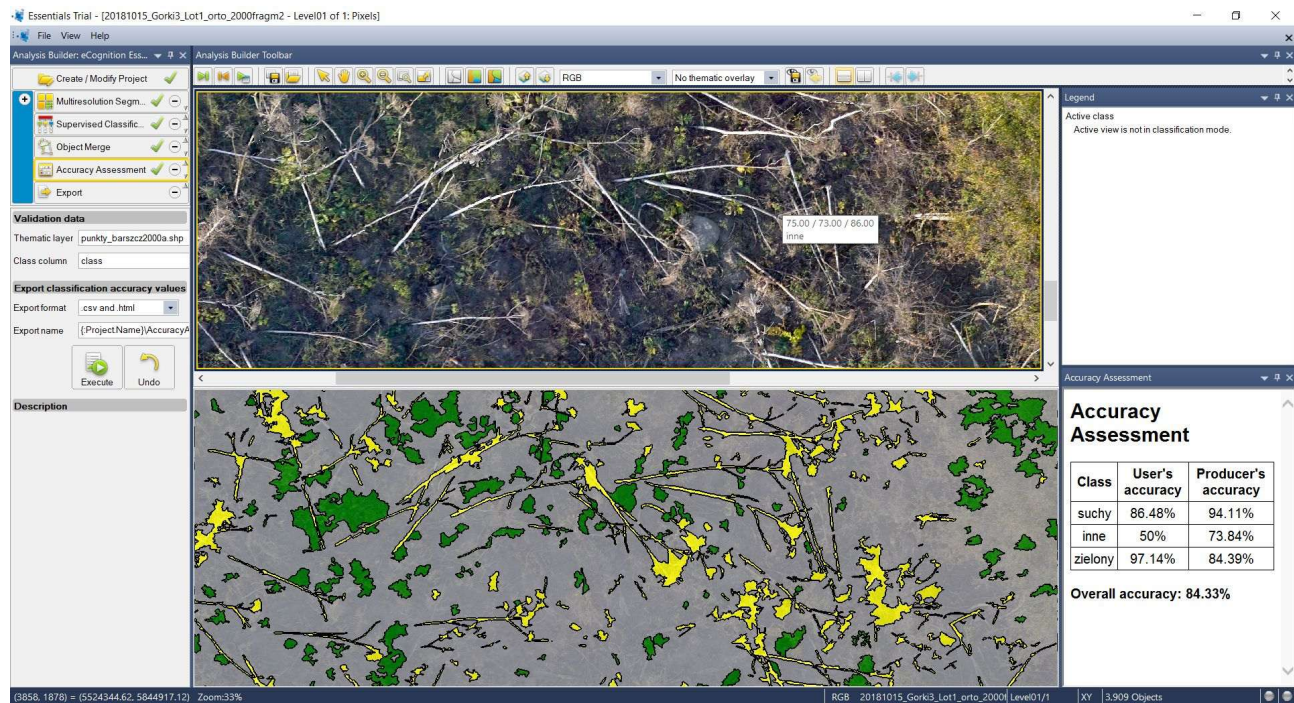 Essentials Trial - [20181015_Gorki3_Lot1_orto_2000fragm2 - Level01 of 1: Pixels]
File View Help
Analysis Builder: eCognition Ess...
Analysis Builder Toolbar
Create / Modify Project
Multiresolution Segm...
Supervised Classific...
Object Merge
Accuracy Assessment
Export
Validation data
Thematic layer punkty_barszcz2000a.shp
Class column class
Export classification accuracy values
Export format .csv and .html
Export name {:Project.Name}\AccuracyA
Execute Undo
Description
RGB No thematic overlay
75.00 / 73.00 / 86.00
inne
Legend
Active class
Active view is not in classification mode.
Accuracy Assessment
Accuracy
Assessment
Class User's accuracy Producer's accuracy
suchy 86.48% 94.11%
inne 50% 73.84%
zielony 97.14% 84.39%
Overall accuracy: 84.33%
(3858, 1878) = (5524344.62, 5844917.12) Zoom:33% RGB 20181015_Gorki3_Lot1_orto_2000f Level01/1 XY 3.909 Objects